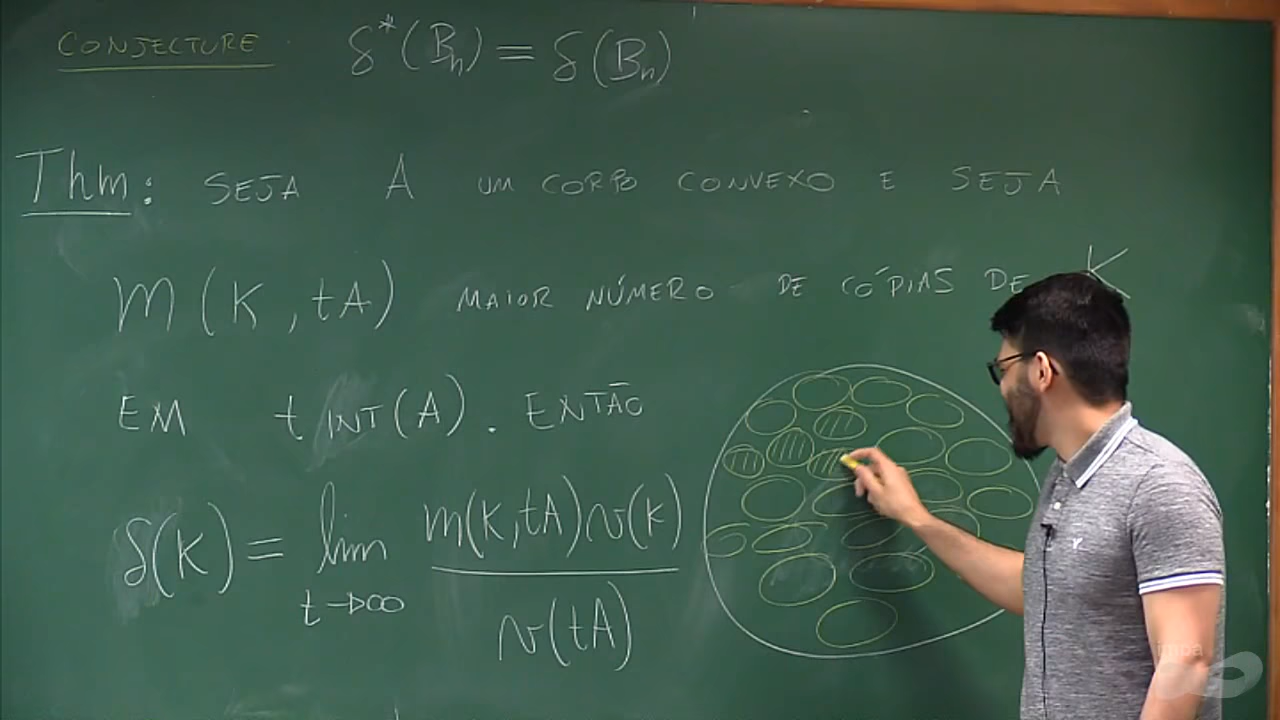 CONJECTURE δ*(Bn) = δ(Bn)
Thm: SEJA A UM CORPO CONVEXO E SEJA
m(K, tA) MAIOR NÚMERO DE CÓPIAS DE K
EM t INT(A). ENTÃO
δ(K) = lim t→∞ m(K,tA) v(K) / v(tA)
impa